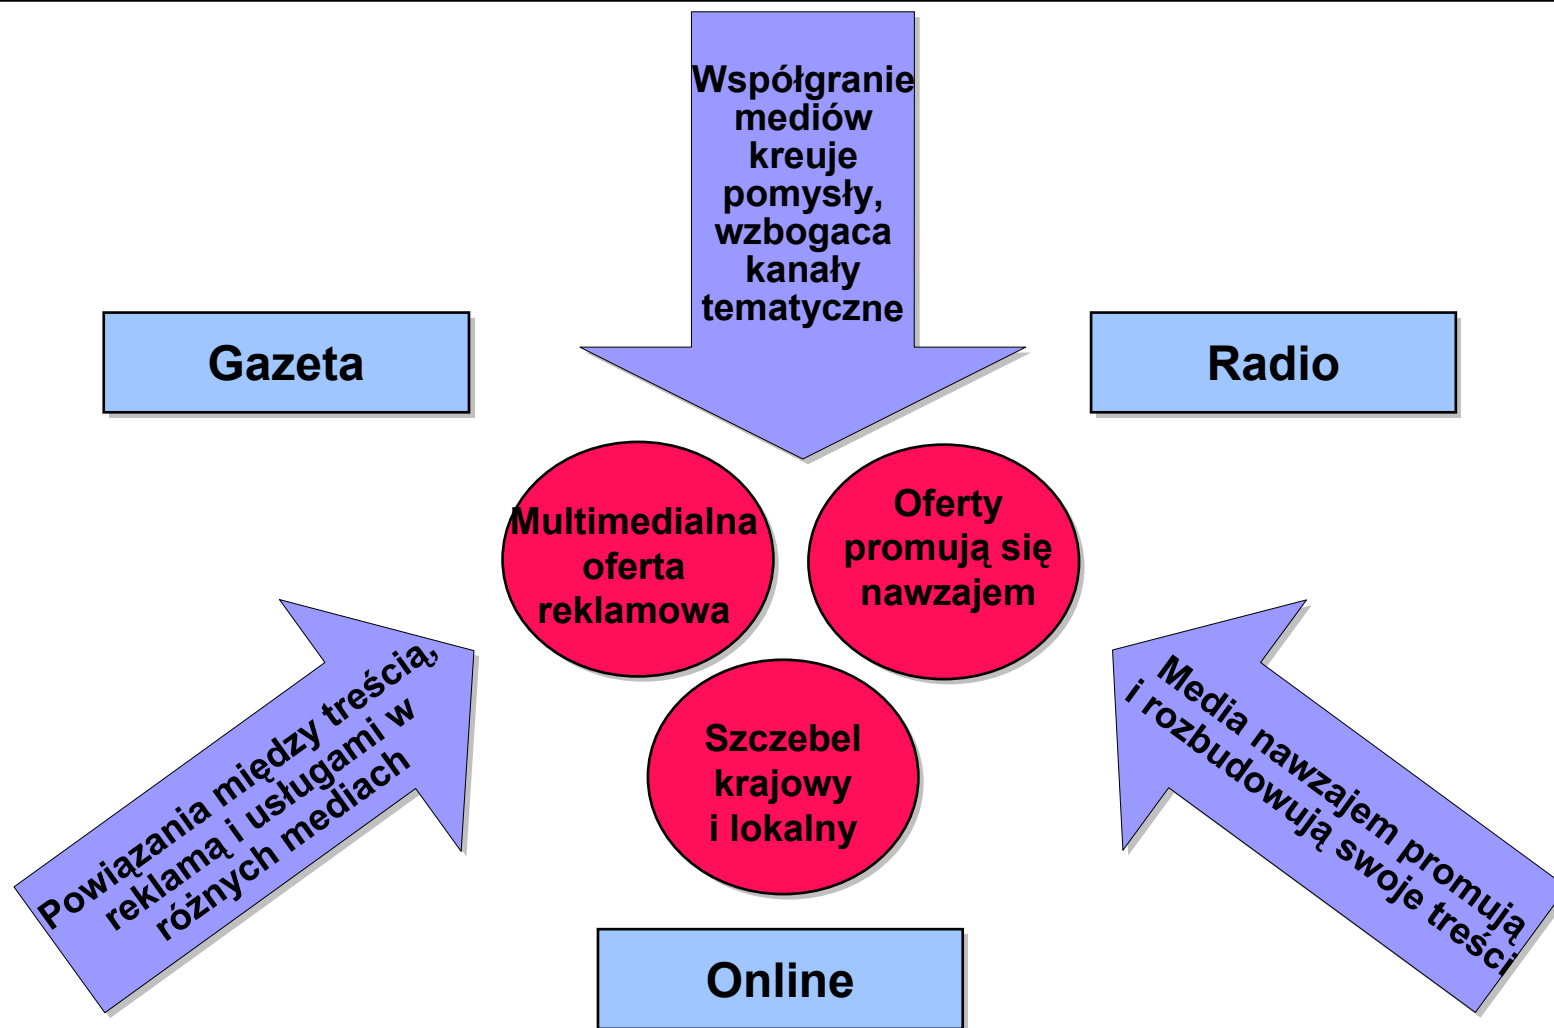 Współgranie
mediów
kreuje
pomysły,
wzbogaca
kanały
tematyczne
Gazeta
Radio
Multimedialna
oferta
reklamowa
Oferty
promują się
nawzajem
Szczebel
krajowy
i lokalny
Powiązania między treścią,
reklamą i usługami w
różnych mediach
Media nawzajem promują
i rozbudowują swoje treści
Online